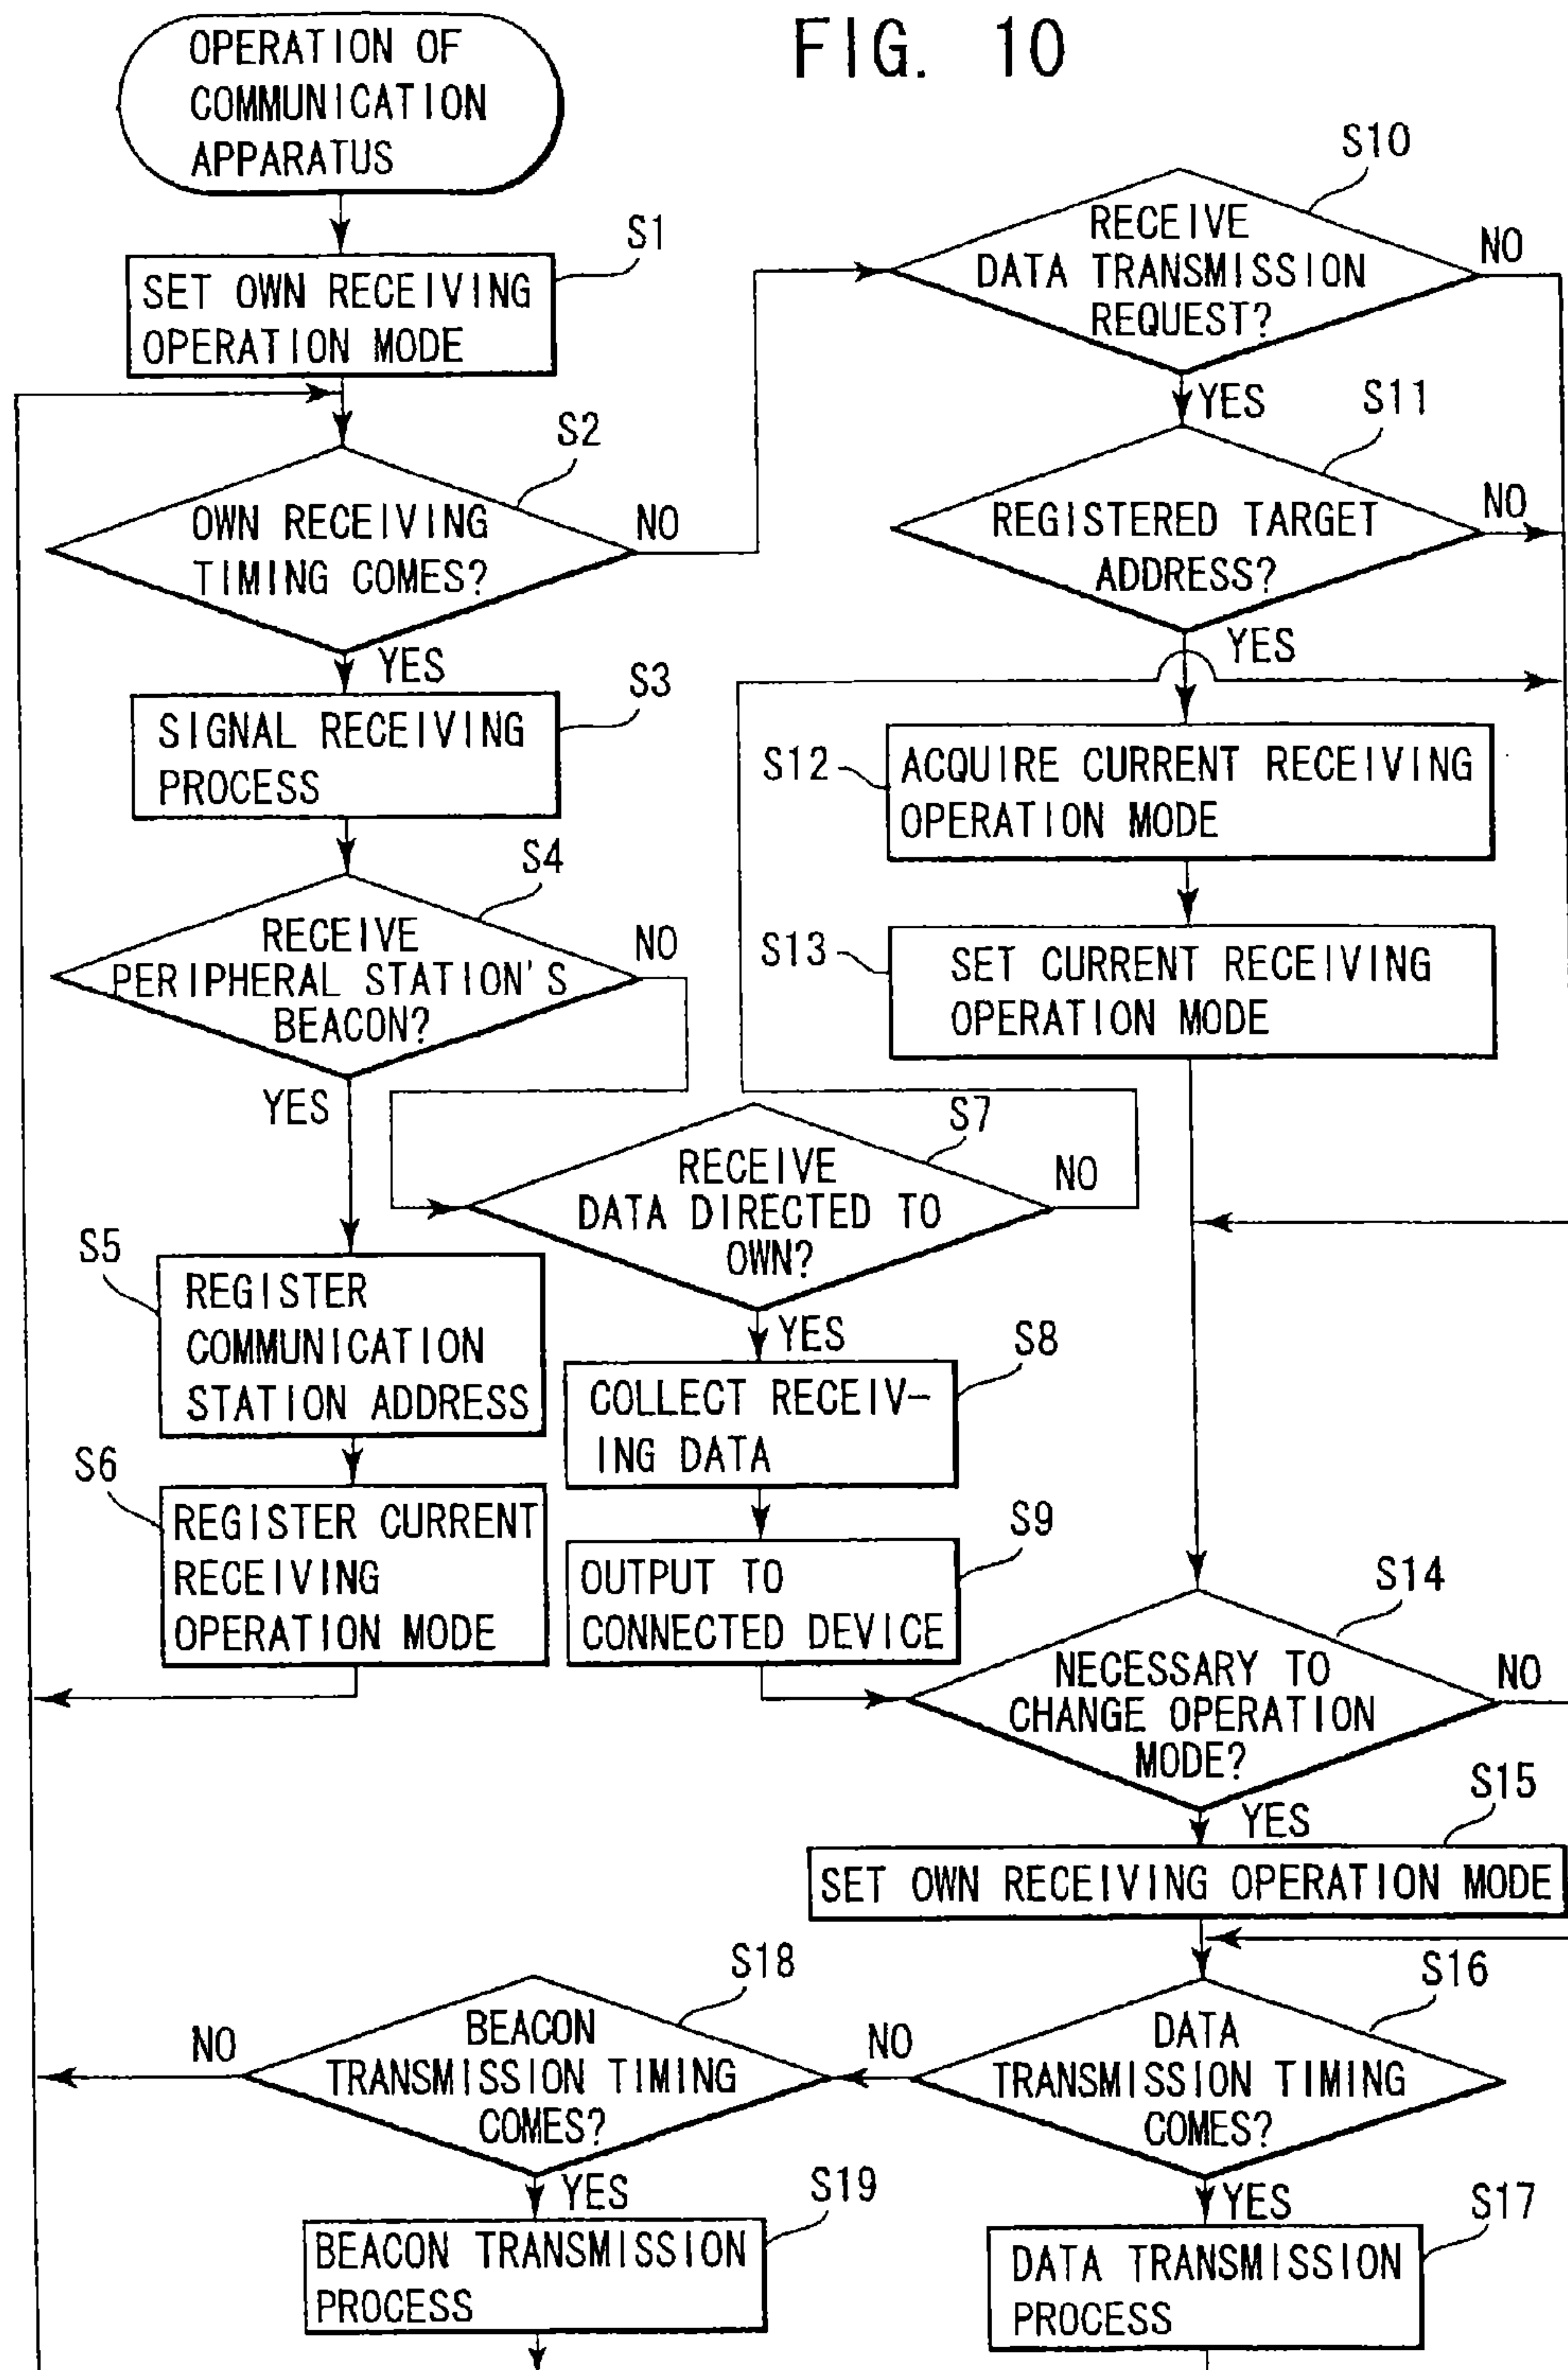 FIG. 10
OPERATION OF
COMMUNICATION
APPARATUS
S1
SET OWN RECEIVING
OPERATION MODE
S2
OWN RECEIVING
TIMING COMES?
NO
YES
S3
SIGNAL RECEIVING
PROCESS
S4
RECEIVE
PERIPHERAL STATION'S
BEACON?
NO
YES
S5
REGISTER
COMMUNICATION
STATION ADDRESS
S6
REGISTER CURRENT
RECEIVING
OPERATION MODE
S7
RECEIVE
DATA DIRECTED TO
OWN?
NO
YES
S8
COLLECT RECEIV-
ING DATA
S9
OUTPUT TO
CONNECTED DEVICE
S10
RECEIVE
DATA TRANSMISSION
REQUEST?
NO
YES
S11
REGISTERED TARGET
ADDRESS?
NO
YES
S12
ACQUIRE CURRENT RECEIVING
OPERATION MODE
S13
SET CURRENT RECEIVING
OPERATION MODE
S14
NECESSARY TO
CHANGE OPERATION
MODE?
NO
YES
S15
SET OWN RECEIVING OPERATION MODE
S16
DATA
TRANSMISSION TIMING
COMES?
NO
YES
S17
DATA TRANSMISSION
PROCESS
S18
BEACON
TRANSMISSION TIMING
COMES?
NO
YES
S19
BEACON TRANSMISSION
PROCESS